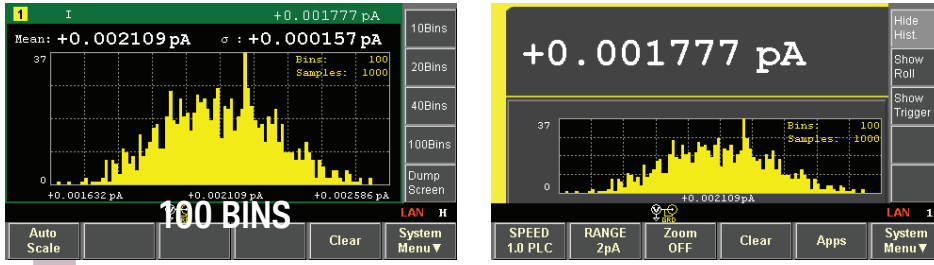 1 I +0.001777 pA
Mean: +0.002109 pA σ : +0.000157 pA
37
Bins: 100
Samples: 1000
0
+0.001632 pA +0.002109 pA +0.002586 pA
10Bins
20Bins
40Bins
100Bins
Dump
Screen
100 BINS
LAN H
Auto
Scale
Clear
System
Menu▼
+0.001777 pA
Hide
Hist.
Show
Roll
Show
Trigger
37
Bins: 100
Samples: 1000
0
+0.002109pA
V
GRD
LAN 1
SPEED
1.0 PLC
RANGE
2pA
Zoom
OFF
Clear
Apps
System
Menu▼